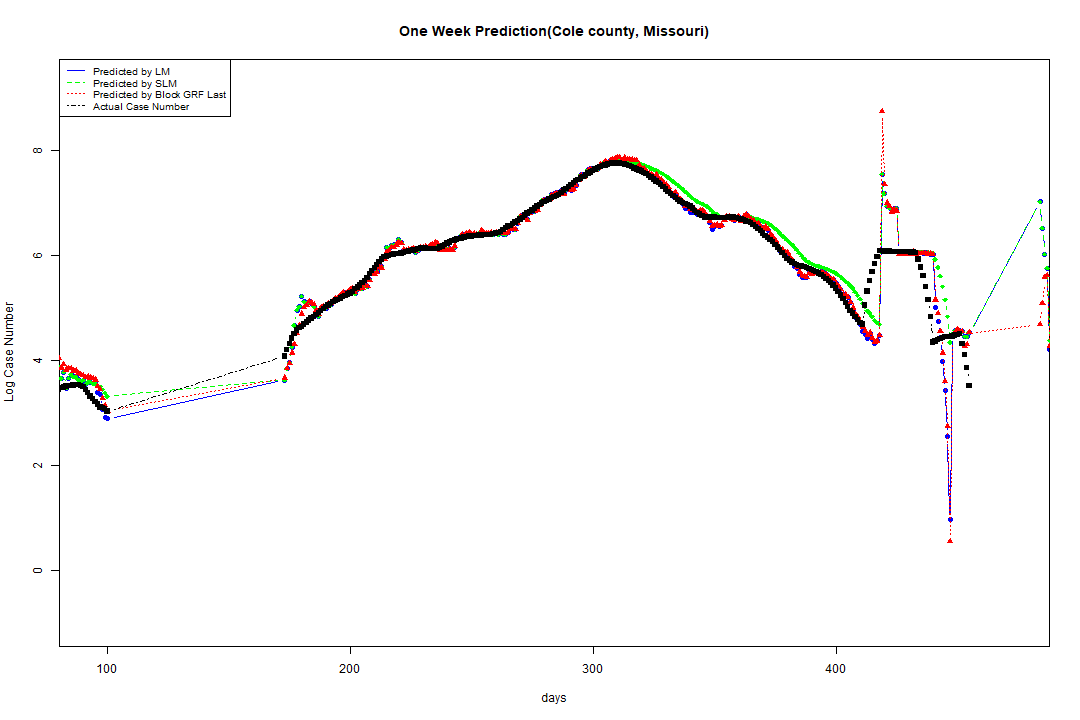 One Week Prediction(Cole county, Missouri)
Predicted by LM
Predicted by SLM
Predicted by Block GRF Last
Actual Case Number
8
6
4
2
0
Log Case Number
100 200 300 400
days